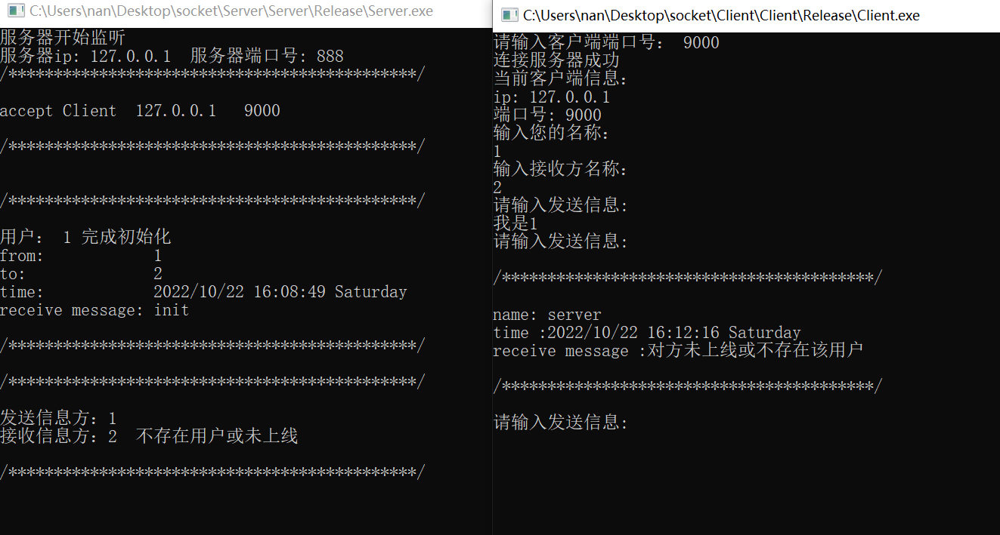 C:\Users\nan\Desktop\socket\Server\Server\Release\Server.exe
服务器开始监听
服务器ip: 127.0.0.1  服务器端口号: 888
/*********************************************/
accept Client  127.0.0.1   9000
/*********************************************/
/*********************************************/
用户:  1 完成初始化
from:            1
to:              2
time:            2022/10/22 16:08:49 Saturday
receive message: init
/*********************************************/
/*********************************************/
发送信息方: 1
接收信息方: 2  不存在用户或未上线
/*********************************************/
C:\Users\nan\Desktop\socket\Client\Client\Release\Client.exe
请输入客户端端口号:  9000
连接服务器成功
当前客户端信息:
ip: 127.0.0.1
端口号: 9000
输入您的名称:
1
输入接收方名称:
2
请输入发送信息:
我是1
请输入发送信息:
/*****************************************/
name: server
time :2022/10/22 16:12:16 Saturday
receive message :对方未上线或不存在该用户
/*****************************************/
请输入发送信息: